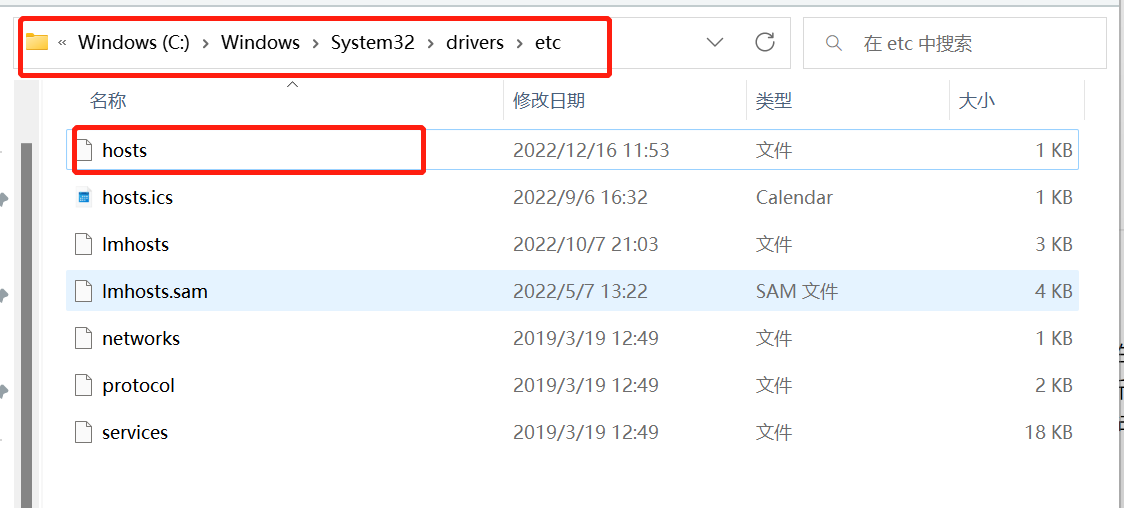 « Windows (C:) › Windows › System32 › drivers › etc
在 etc 中搜索
名称 修改日期 类型 大小
hosts 2022/12/16 11:53 文件 1 KB
hosts.ics 2022/9/6 16:32 Calendar 1 KB
lmhosts 2022/10/7 21:03 文件 3 KB
lmhosts.sam 2022/5/7 13:22 SAM 文件 4 KB
networks 2019/3/19 12:49 文件 1 KB
protocol 2019/3/19 12:49 文件 2 KB
services 2019/3/19 12:49 文件 18 KB